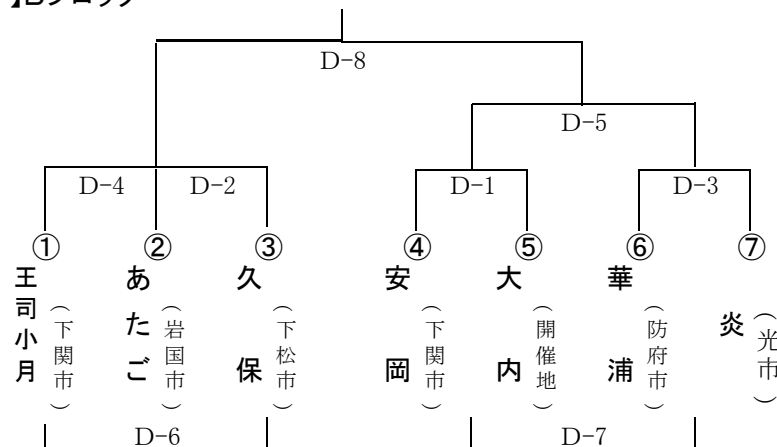 】Dブロック
D-8
D-5
D-4 D-2 D-1 D-3
① ② ③ ④ ⑤ ⑥ ⑦
王司小月(下関市)
あたご(岩国市)
久保(下松市)
安岡(下関市)
大内(開催地)
華浦(防府市)
炎(光市)
D-6 D-7